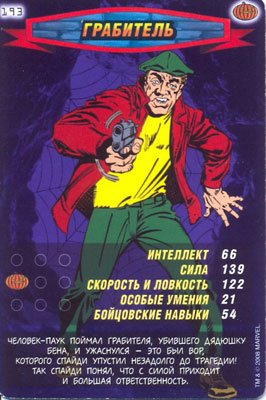 193
ГРАБИТЕЛЬ
ИНТЕЛЛЕКТ 66
СИЛА 139
СКОРОСТЬ И ЛОВКОСТЬ 122
ОСОБЫЕ УМЕНИЯ 21
БОЙЦОВСКИЕ НАВЫКИ 54
ЧЕЛОВЕК-ПАУК ПОЙМАЛ ГРАБИТЕЛЯ, УБИВШЕГО ДЯДЮШКУ
БЕНА, И УЖАСНУЛСЯ – ЭТО БЫЛ ВОР,
КОТОРОГО СПАЙДИ УПУСТИЛ НЕЗАДОЛГО ДО ТРАГЕДИИ!
ТАК СПАЙДИ ПОНЯЛ, ЧТО С СИЛОЙ ПРИХОДИТ
И БОЛЬШАЯ ОТВЕТСТВЕННОСТЬ.
TM & © 2008 MARVEL